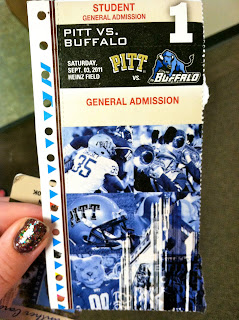 STUDENT
GENERAL ADMISSION
1
PITT VS.
BUFFALO
SATURDAY,
SEPT. 03, 2011
HEINZ FIELD
PITT
VS.
BUFFALO
GENERAL ADMISSION
35
PITT